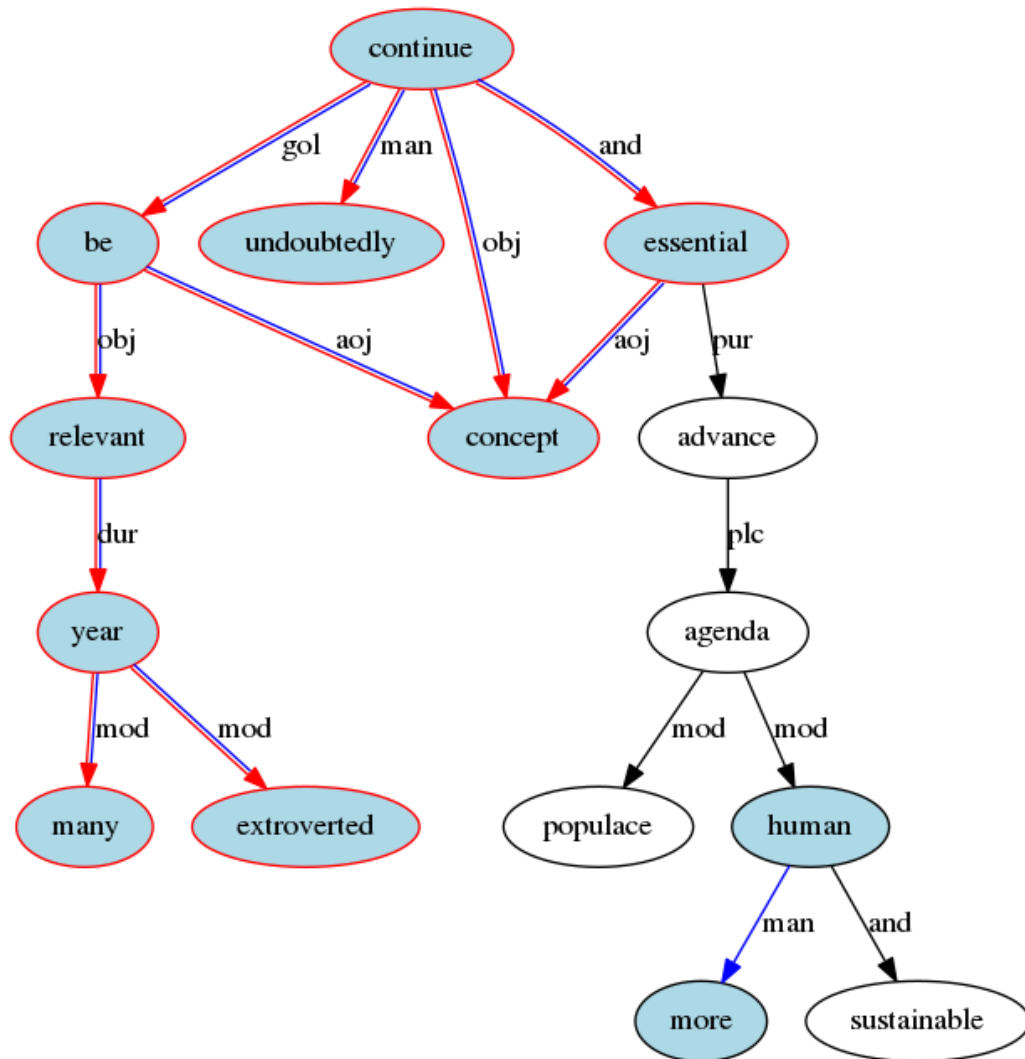 continue
gol man and
be undoubtedly obj essential
obj aoj aoj pur
relevant concept advance
dur plc
year agenda
mod mod mod mod
many extroverted populace human
man and
more sustainable